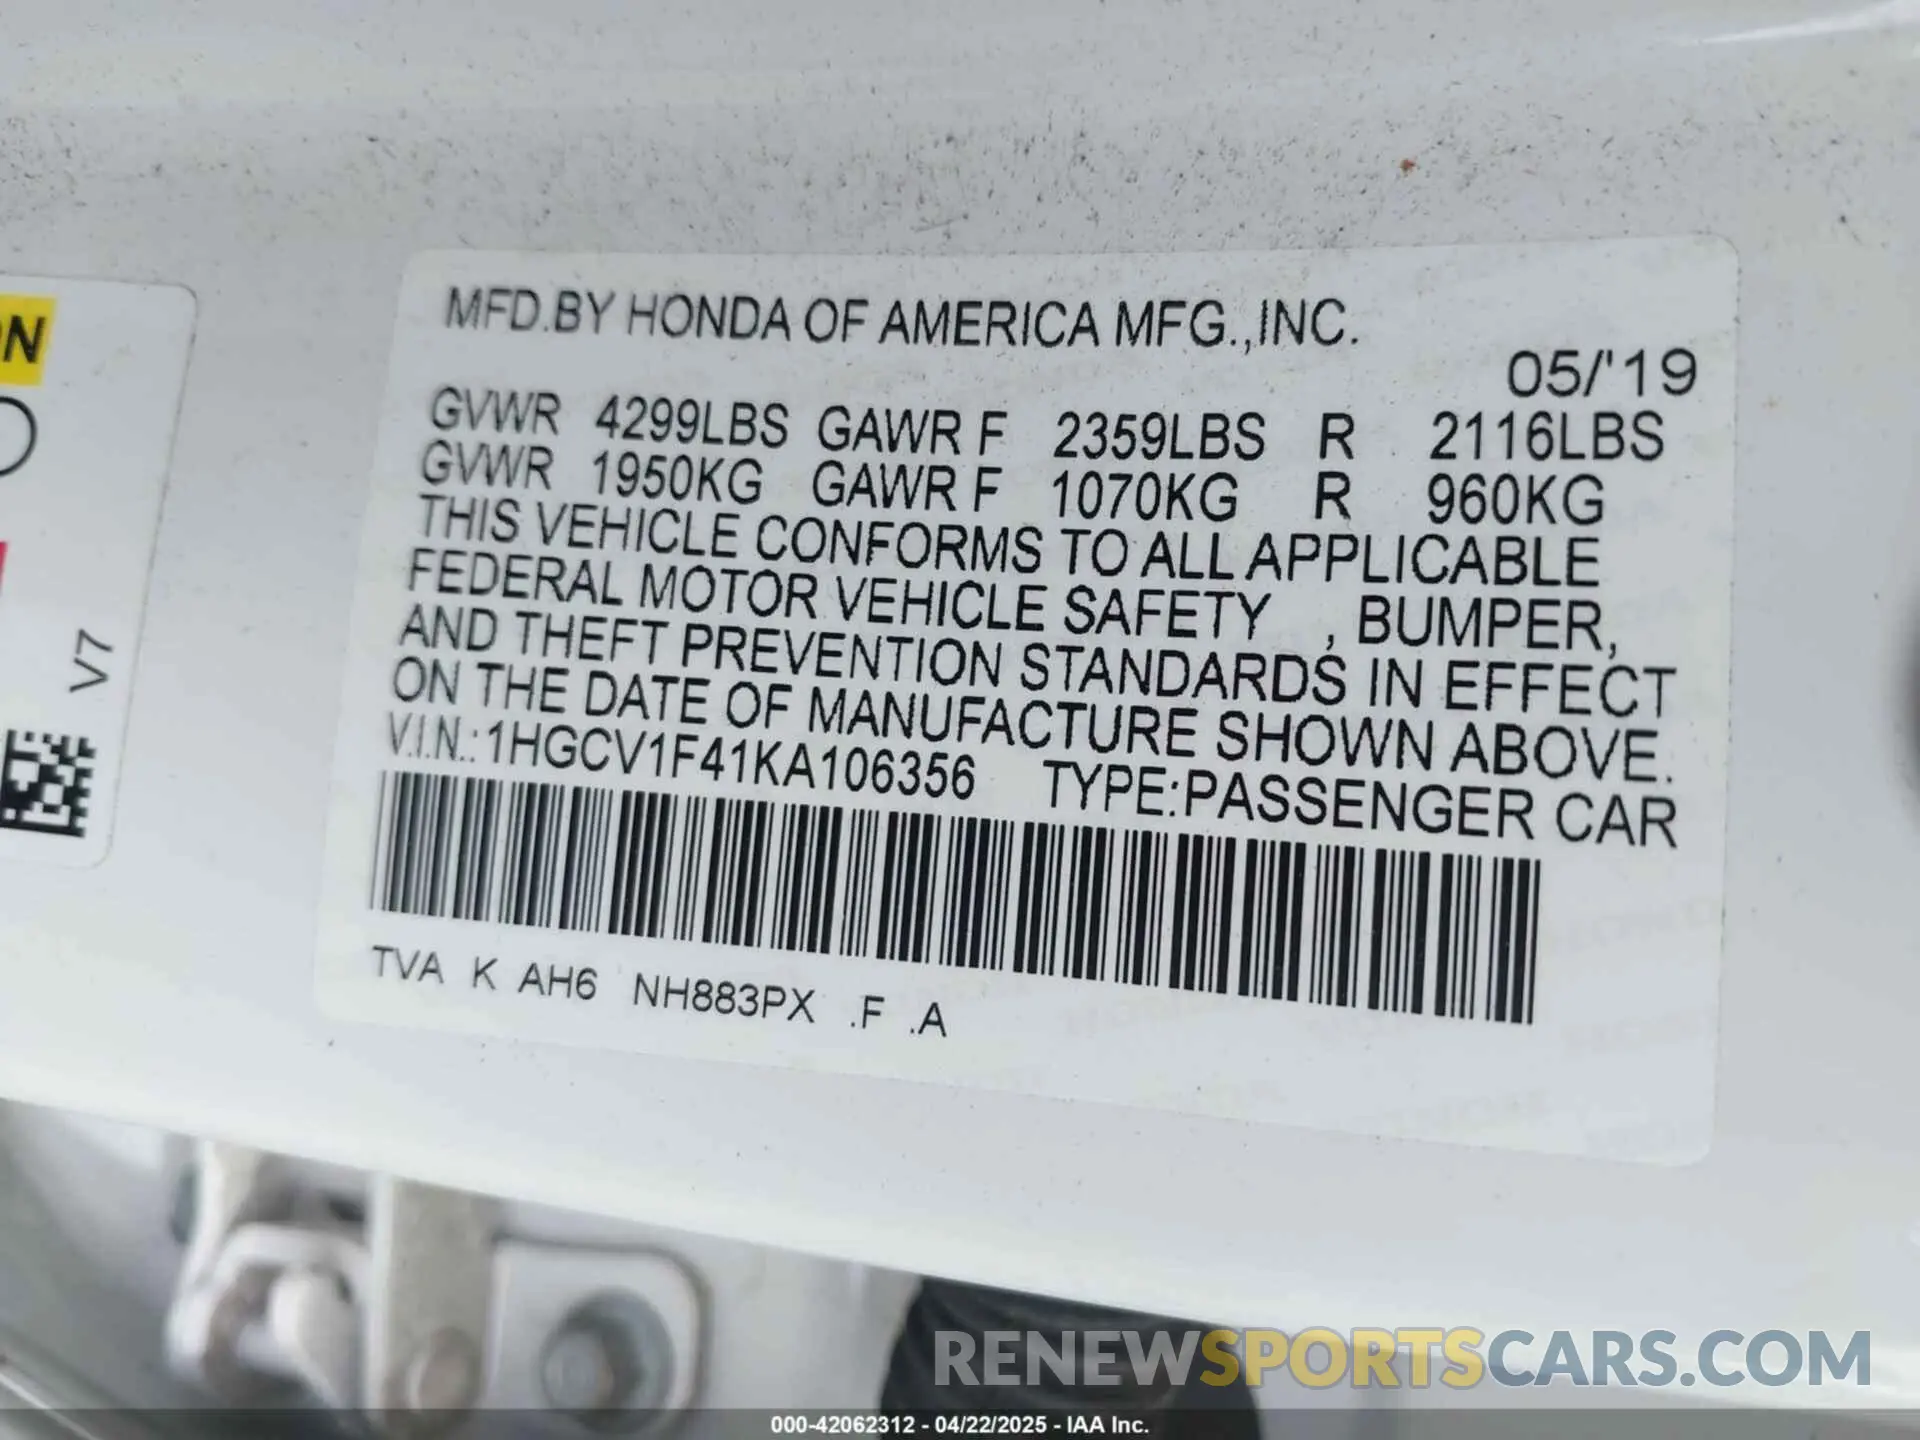 MFD.BY HONDA OF AMERICA MFG.,INC.
05/'19
GVWR 4299LBS GAWR F 2359LBS R 2116LBS
GVWR 1950KG GAWR F 1070KG R 960KG
THIS VEHICLE CONFORMS TO ALL APPLICABLE
FEDERAL MOTOR VEHICLE SAFETY , BUMPER,
AND THEFT PREVENTION STANDARDS IN EFFECT
ON THE DATE OF MANUFACTURE SHOWN ABOVE.
V.I.N.: 1HGCV1F41KA106356 TYPE:PASSENGER CAR
TVA K AH6 NH883PX .F .A
V7
RENEWSPORTSCARS.COM
000-42062312 - 04/22/2025 - IAA Inc.